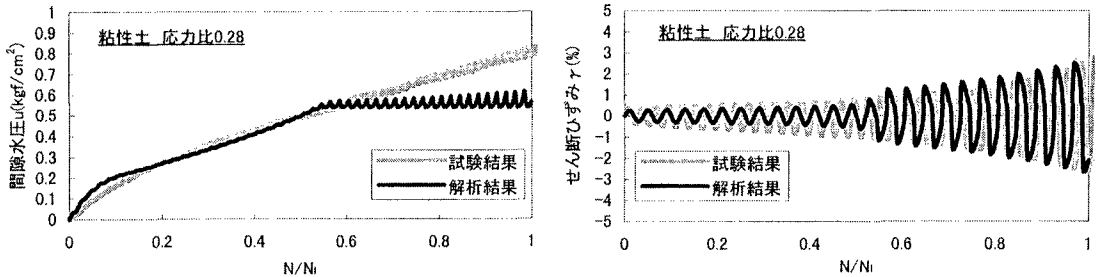 粘性土 応力比0.28
間隙水圧u(kgf/cm²)
1
0.9
0.8
0.7
0.6
0.5
0.4
0.3
0.2
0.1
0
試験結果
解析結果
0 0.2 0.4 0.6 0.8 1
N/Nl
粘性土 応力比0.28
せん断ひずみγ(%)
5
4
3
2
1
0
-1
-2
-3
-4
-5
試験結果
解析結果
0 0.2 0.4 0.6 0.8 1
N/Nl